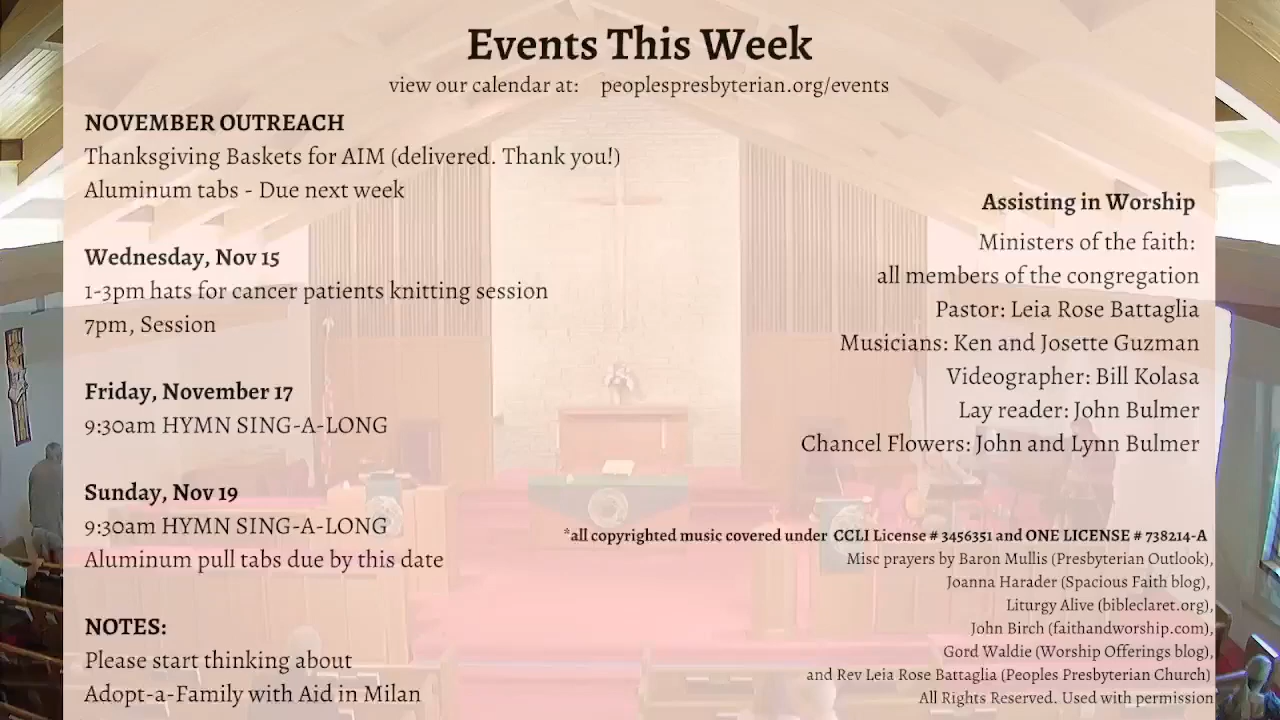 Events This Week
view our calendar at: peoplespresbyterian.org/events
NOVEMBER OUTREACH
Thanksgiving Baskets for AIM (delivered. Thank you!)
Aluminum tabs - Due next week
Wednesday, Nov 15
1-3pm hats for cancer patients knitting session
7pm, Session
Friday, November 17
9:30am HYMN SING-A-LONG
Sunday, Nov 19
9:30am HYMN SING-A-LONG
Aluminum pull tabs due by this date
NOTES:
Please start thinking about
Adopt-a-Family with Aid in Milan
Assisting in Worship
Ministers of the faith:
all members of the congregation
Pastor: Leia Rose Battaglia
Musicians: Ken and Josette Guzman
Videographer: Bill Kolasa
Lay reader: John Bulmer
Chancel Flowers: John and Lynn Bulmer
*all copyrighted music covered under CCLI License # 3456351 and ONE LICENSE # 738214-A
Misc prayers by Baron Mullis (Presbyterian Outlook),
Joanna Harader (Spacious Faith blog),
Liturgy Alive (bibleclaret.org),
John Birch (faithandworship.com),
Gord Waldie (Worship Offerings blog),
and Rev Leia Rose Battaglia (Peoples Presbyterian Church)
All Rights Reserved. Used with permission